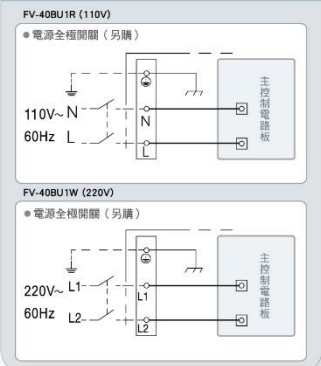 FV-40BU1R (110V)
●電源全極開關（另購）
110V~ N
60Hz L
N
L
主控制電路板
FV-40BU1W (220V)
●電源全極開關（另購）
220V~ L1
60Hz L2
L1
L2
主控制電路板